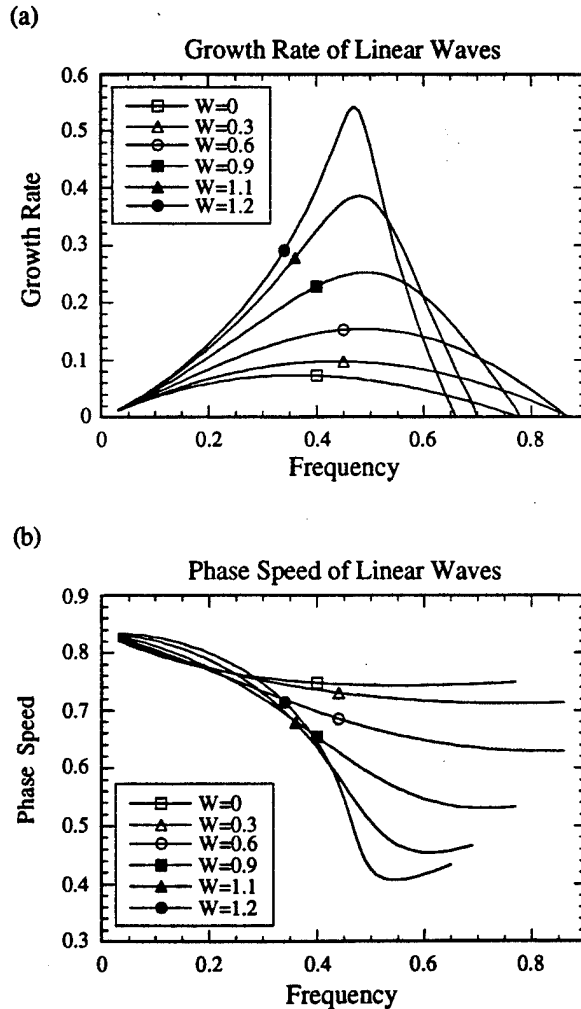 (a)
Growth Rate of Linear Waves
0.6
0.5
0.4
0.3
0.2
0.1
0
Growth Rate
W=0
W=0.3
W=0.6
W=0.9
W=1.1
W=1.2
0 0.2 0.4 0.6 0.8
Frequency
(b)
Phase Speed of Linear Waves
0.9
0.8
0.7
0.6
0.5
0.4
0.3
Phase Speed
W=0
W=0.3
W=0.6
W=0.9
W=1.1
W=1.2
0 0.2 0.4 0.6 0.8
Frequency